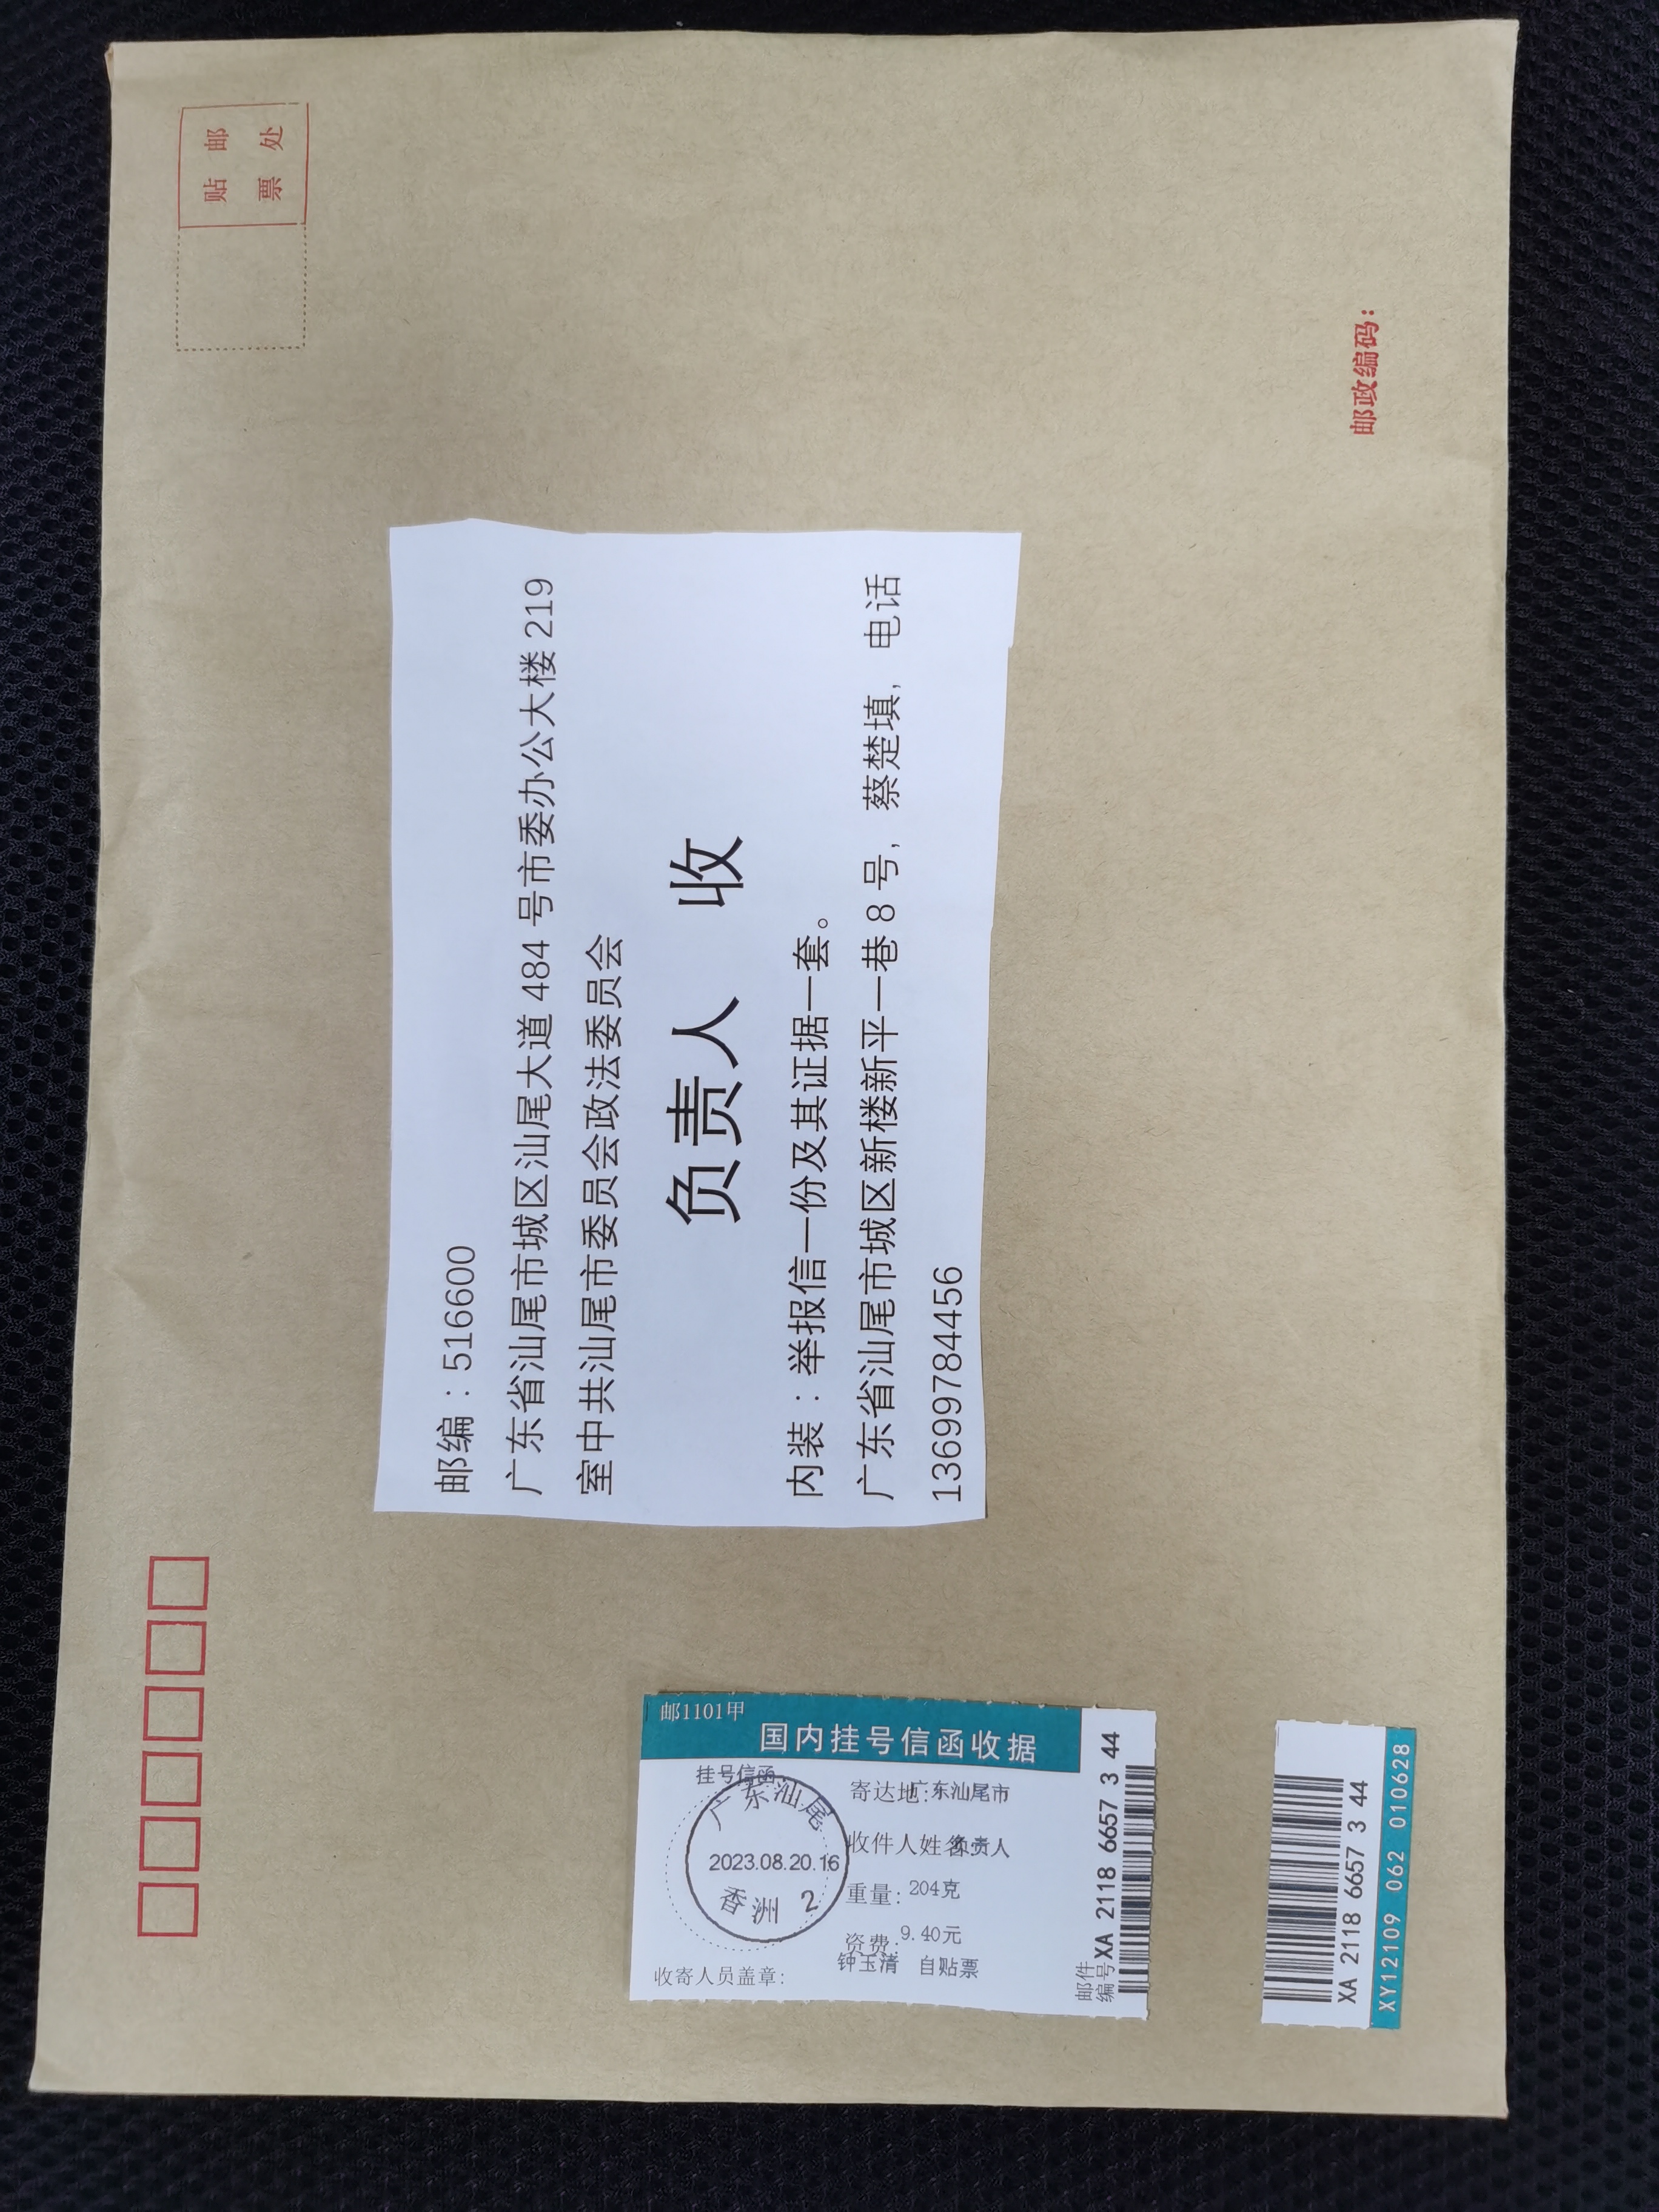 贴 邮
票 处
邮编：516600
广东省汕尾市城区汕尾大道 484 号市委办公大楼 219
室中共汕尾市委员会政法委员会
负责人 收
内装：举报信一份及其证据一套。
广东省汕尾市城区新楼新平一巷 8 号，蔡楚填，电话
13699784456
邮政编码：
邮1101甲
国内挂号信函收据
挂号信函
广东汕尾
2023.08.20.16
香洲 2
寄达地:广东汕尾市
收件人姓名:负责人
重量: 204克
资费: 9.40元
钟玉清 自贴票
收寄人员盖章:
邮件
编号 XA 2118 6657 3 44
XA 2118 6657 3 44
XY12109 062 010628